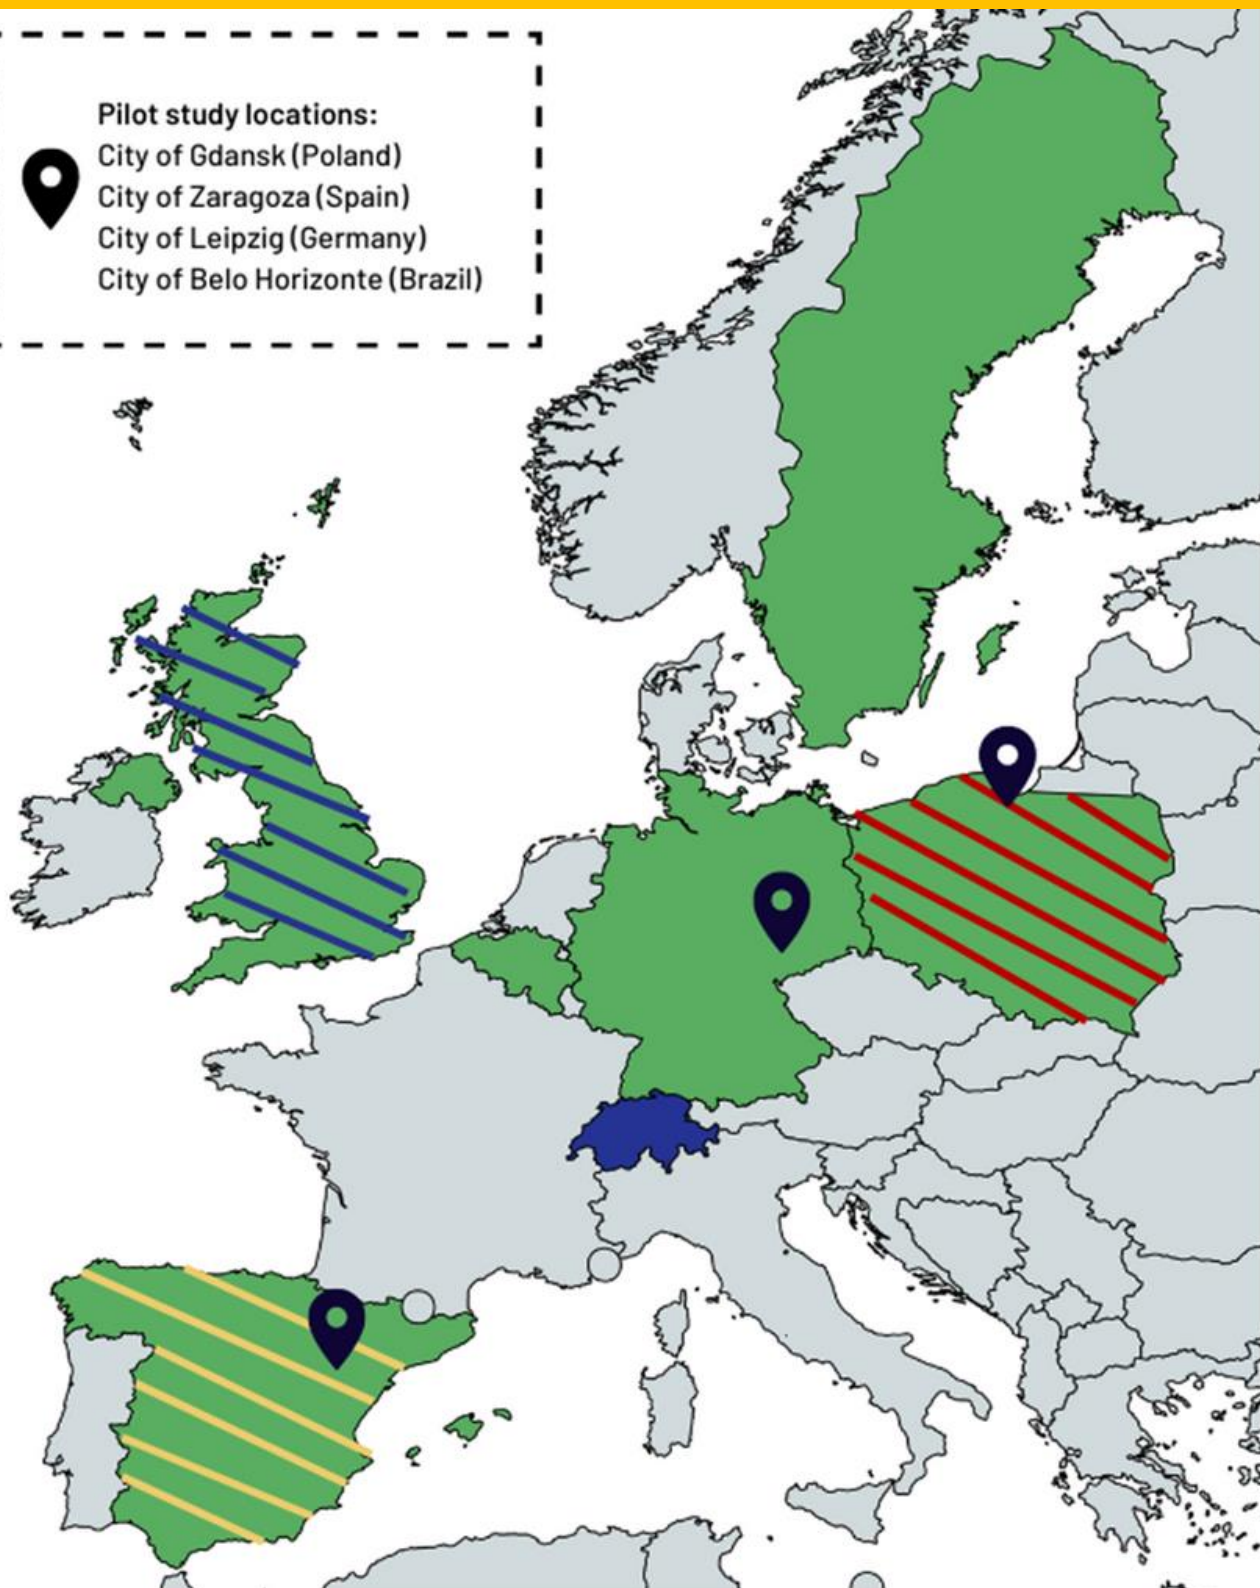 Pilot study locations:
City of Gdansk (Poland)
City of Zaragoza (Spain)
City of Leipzig (Germany)
City of Belo Horizonte (Brazil)